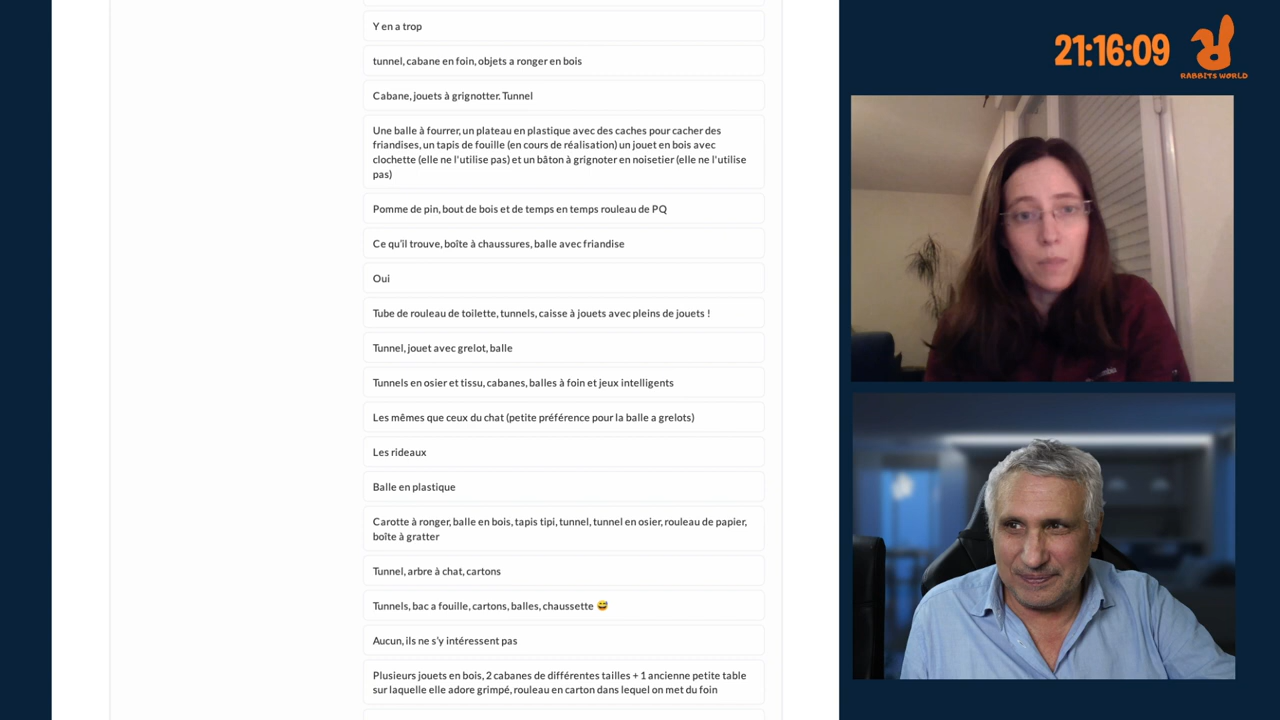 Y en a trop
tunnel, cabane en foin, objets a ronger en bois
Cabane, jouets à grignotter. Tunnel
Une balle à fourrer, un plateau en plastique avec des caches pour cacher des
friandises, un tapis de fouille (en cours de réalisation) un jouet en bois avec
clochette (elle ne l'utilise pas) et un bâton à grignoter en noisetier (elle ne l'utilise
pas)
Pomme de pin, bout de bois et de temps en temps rouleau de PQ
Ce qu'il trouve, boîte à chaussures, balle avec friandise
Oui
Tube de rouleau de toilette, tunnels, caisse à jouets avec pleins de jouets !
Tunnel, jouet avec grelot, balle
Tunnels en osier et tissu, cabanes, balles à foin et jeux intelligents
Les mêmes que ceux du chat (petite préférence pour la balle a grelots)
Les rideaux
Balle en plastique
Carotte à ronger, balle en bois, tapis tipi, tunnel, tunnel en osier, rouleau de papier,
boîte à gratter
Tunnel, arbre à chat, cartons
Tunnels, bac a fouille, cartons, balles, chaussette 😅
Aucun, ils ne s'y intéressent pas
Plusieurs jouets en bois, 2 cabanes de différentes tailles + 1 ancienne petite table
sur laquelle elle adore grimpé, rouleau en carton dans lequel on met du foin
21:16:09
RABBITS WORLD